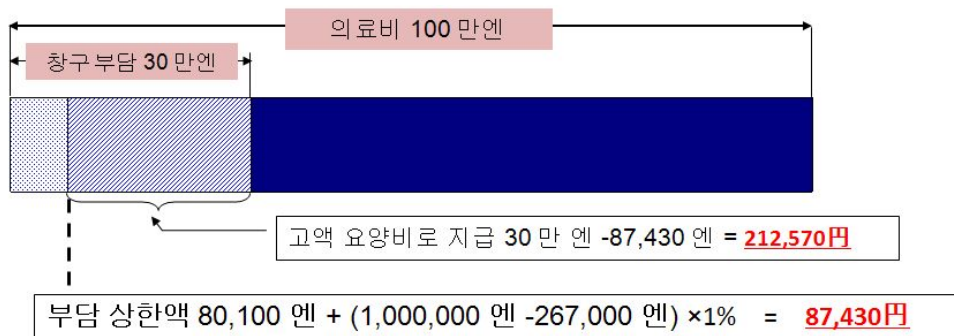 의료비 100 만엔
창구 부담 30 만엔
고액 요양비로 지급 30 만 엔 -87,430 엔 = 212,570円
부담 상한액 80,100 엔 + (1,000,000 엔 -267,000 엔) ×1% = 87,430円